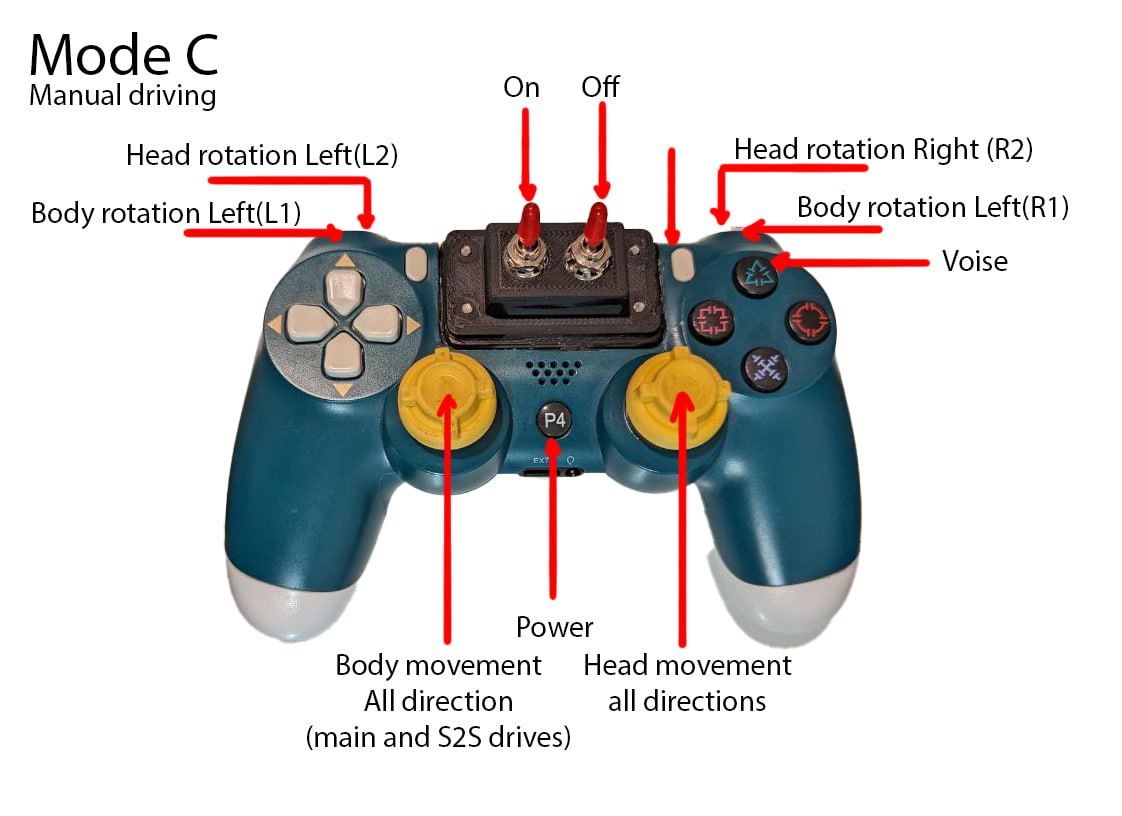 Mode C
Manual driving
On
Off
Head rotation Left(L2)
Head rotation Right (R2)
Body rotation Left(L1)
Body rotation Left(R1)
Voise
P4
EXT
Power
Body movement
All direction
(main and S2S drives)
Head movement
all directions